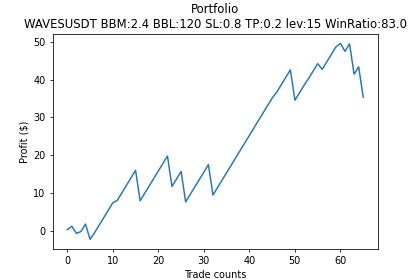 Portfolio
WAVESUSDT BBM:2.4 BBL:120 SL:0.8 TP:0.2 lev:15 WinRatio:83.0
50
40
30
20
10
0
Profit ($)
0 10 20 30 40 50 60
Trade counts